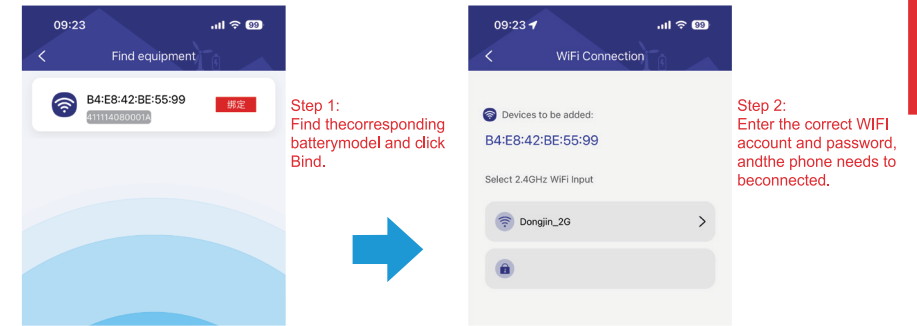 09:23
99
Find equipment
B4:E8:42:BE:55:99
绑定
411114080001A
Step 1:
Find thecorresponding
batterymodel and click
Bind.
09:23
99
WiFi Connection
Devices to be added:
B4:E8:42:BE:55:99
Select 2.4GHz WiFi Input
Dongjin_2G
Step 2:
Enter the correct WIFI
account and password,
andthe phone needs to
beconnected.